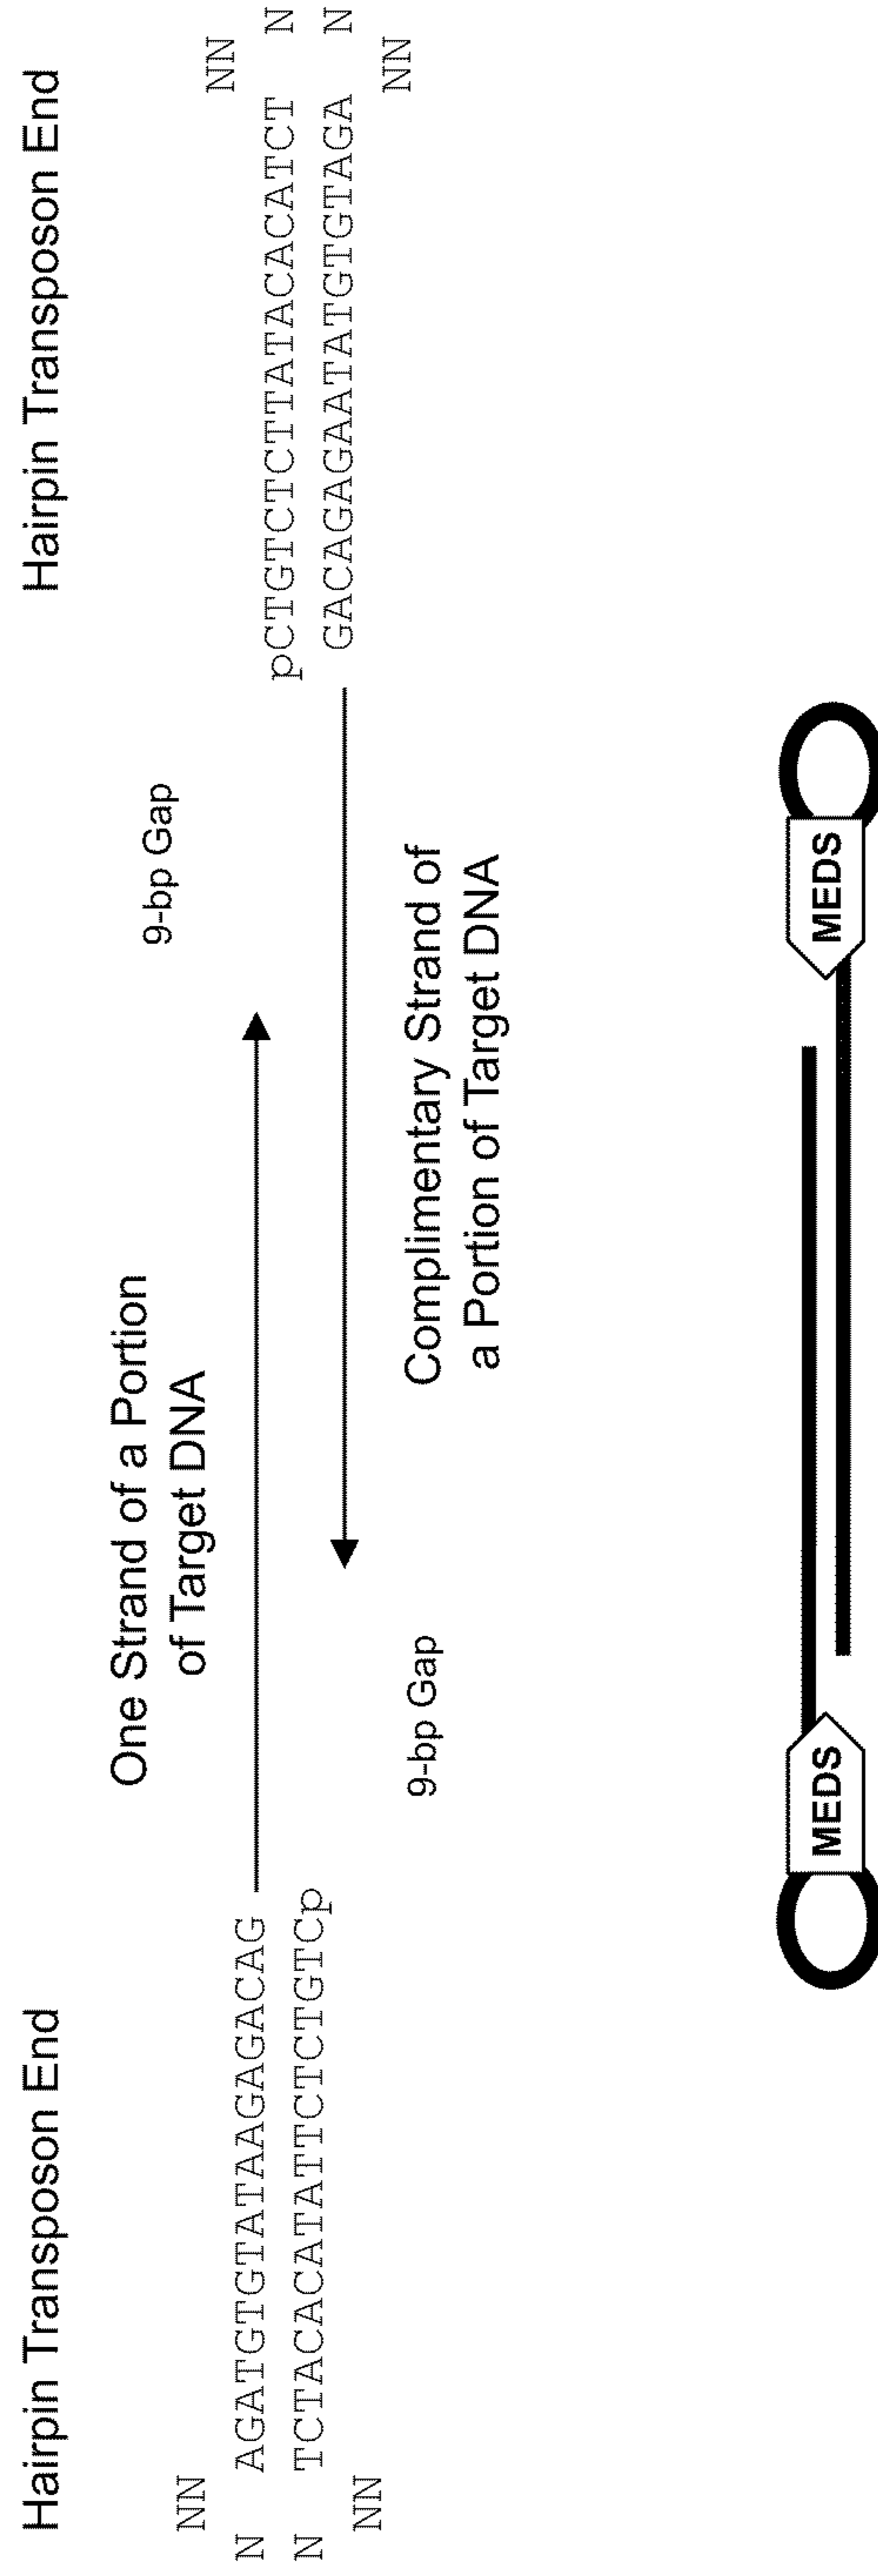 Hairpin Transposon End
Hairpin Transposon End
One Strand of a Portion
of Target DNA
9-bp Gap
NN
NN
N AGATGTGTATAAGAGACAG
pCTGTCTCTTATACACATCT N
N TCTACACATATTCTCTGTCp
GACAGAGAATATGTGTAGA N
NN
NN
9-bp Gap
Complimentary Strand of
a Portion of Target DNA
MEDS
MEDS